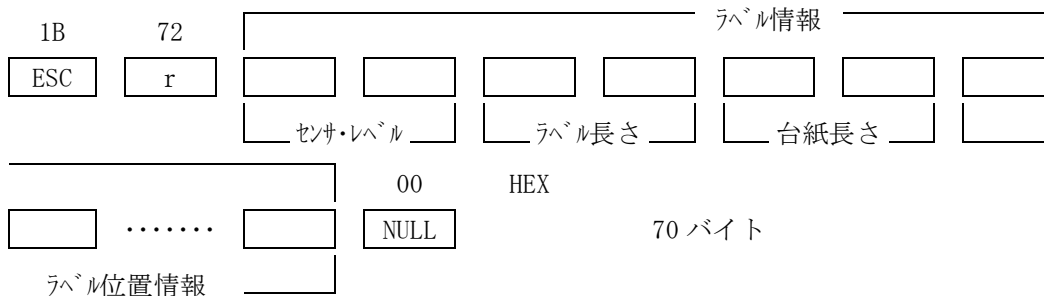 ﾗﾍﾞﾙ情報
1B 72
ESC r
ｾﾝｻ･ﾚﾍﾞﾙ ﾗﾍﾞﾙ長さ 台紙長さ
00 HEX
・・・・・・・ NULL 70 バイト
ﾗﾍﾞﾙ位置情報